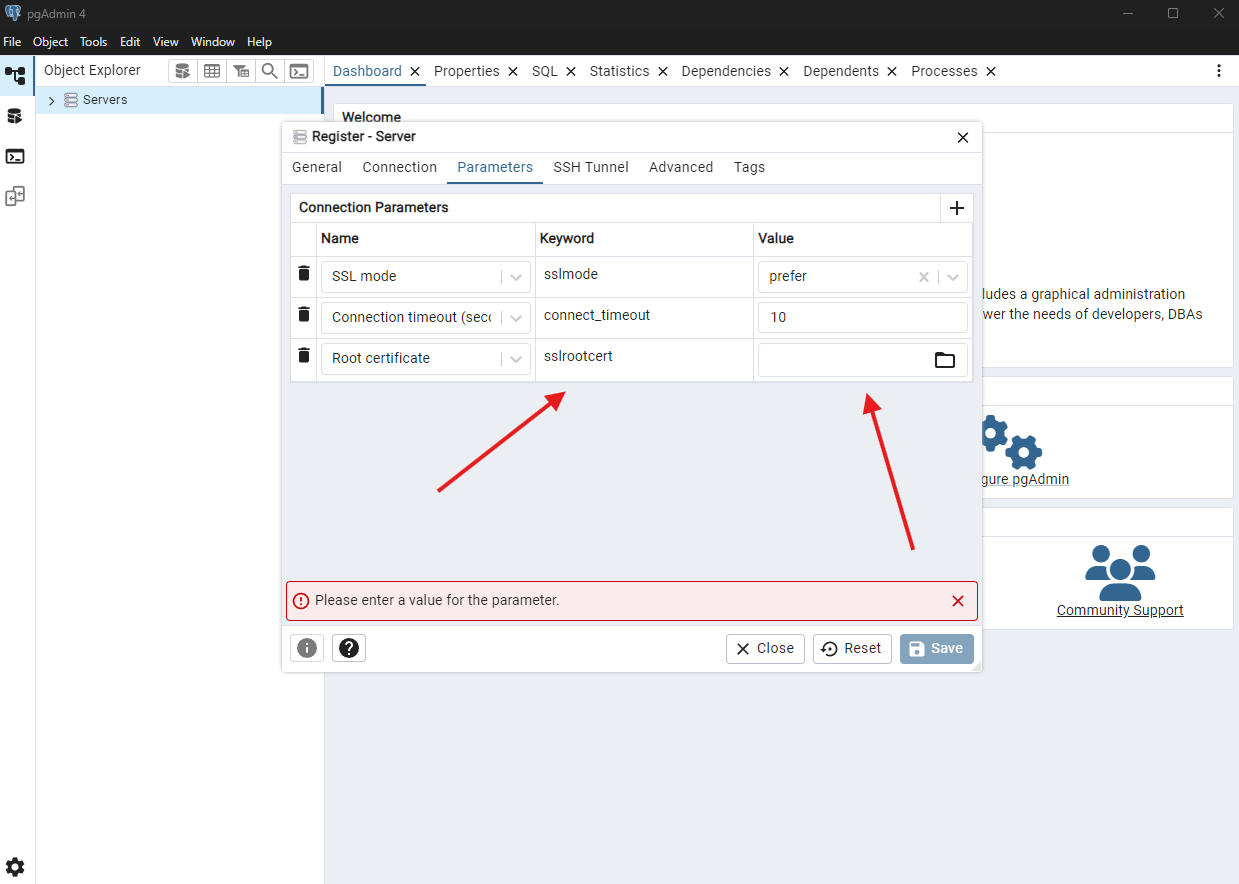 pgAdmin 4
File Object Tools Edit View Window Help
Object Explorer
Dashboard Properties SQL Statistics Dependencies Dependents Processes
Servers
Welcome
Register - Server
General Connection Parameters SSH Tunnel Advanced Tags
Connection Parameters
Name Keyword Value
SSL mode sslmode prefer
Connection timeout (seco connect_timeout 10
Root certificate sslrootcert
ludes a graphical administration
wer the needs of developers, DBAs
gure pgAdmin
Please enter a value for the parameter.
Community Support
Close Reset Save